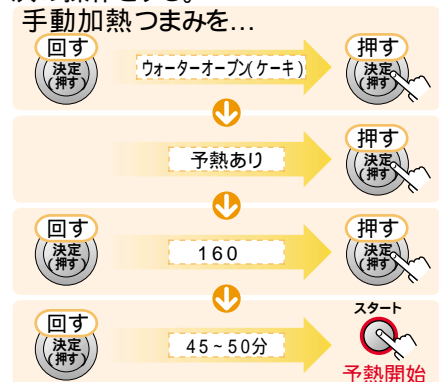 手動加熱つまみを…
回す
決定
(押す)
ウォーターオーブン(ケーキ)
押す
決定
(押す)
予熱あり
押す
決定
(押す)
回す
決定
(押す)
160
押す
決定
(押す)
回す
決定
(押す)
45~50分
スタート
予熱開始